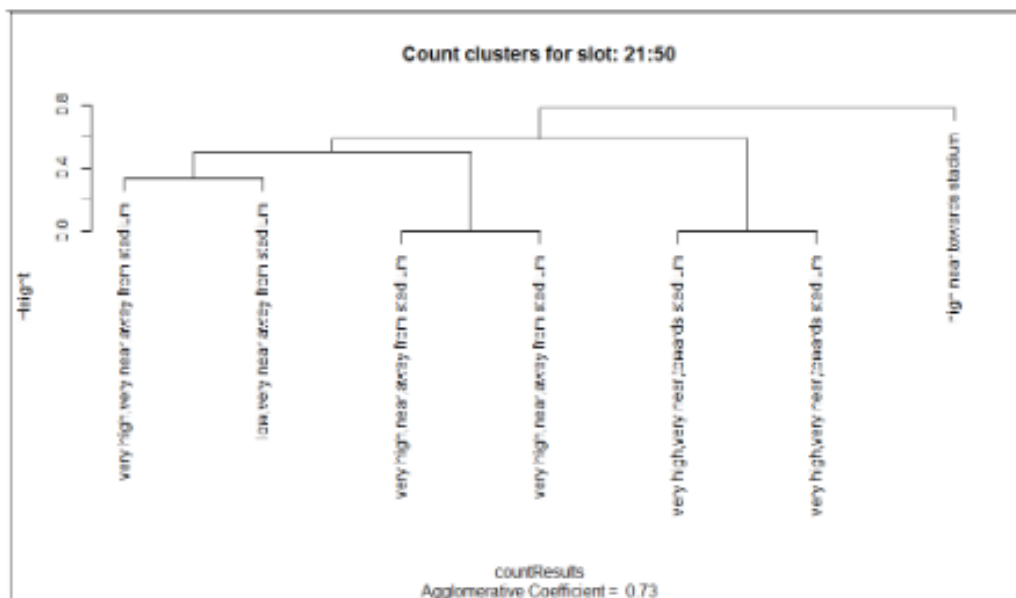 Count clusters for slot: 21:50
0.8
0.4
0.0
Height
very high,very near,away from stadium
low,very near,away from stadium
very high,near,away from stadium
very high,near,away from stadium
very high,very near,towards stadium
very high,very near,towards stadium
high,near,towards stadium
countResults
Agglomerative Coefficient = 0.73